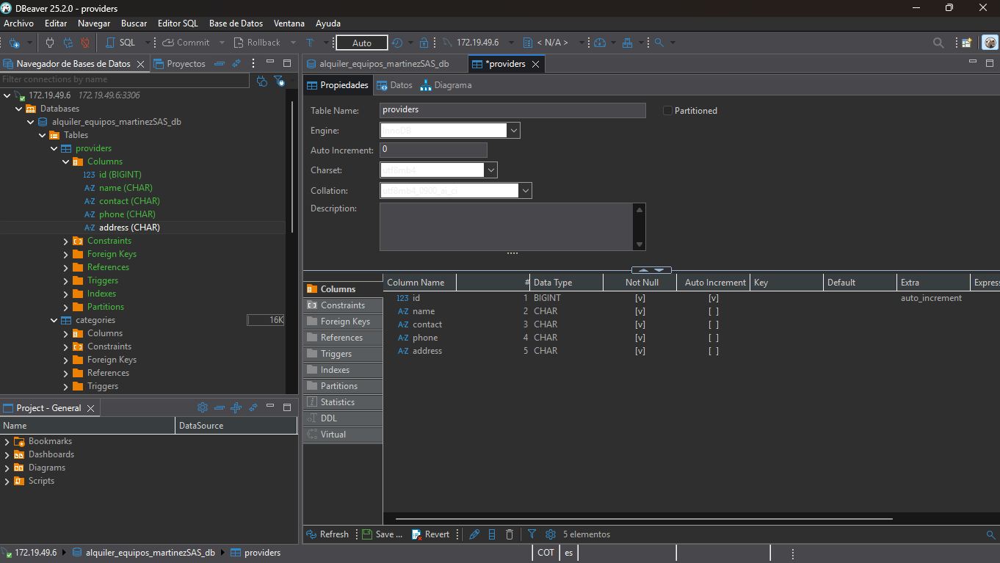 DBeaver 25.2.0 - providers
Archivo Editar Navegar Buscar Editor SQL Base de Datos Ventana Ayuda
SQL Commit Rollback T Auto 172.19.49.6 < N/A >
Navegador de Bases de Datos Proyectos
Filter connections by name
172.19.49.6 172.19.49.6:3306
Databases
alquiler_equipos_martinezSAS_db
Tables
providers
Columns
123 id (BIGINT)
A-Z name (CHAR)
A-Z contact (CHAR)
A-Z phone (CHAR)
A-Z address (CHAR)
Constraints
Foreign Keys
References
Triggers
Indexes
Partitions
categories 16K
Columns
Constraints
Foreign Keys
References
Triggers
Project - General
Name DataSource
Bookmarks
Dashboards
Diagrams
Scripts
alquiler_equipos_martinezSAS_db *providers
Propiedades Datos Diagrama
Table Name: providers Partitioned
Engine: InnoDB
Auto Increment: 0
Charset: utf8mb4
Collation: utf8mb4_0900_ai_ci
Description:
Columns
Constraints
Foreign Keys
References
Triggers
Indexes
Partitions
Statistics
DDL
Virtual
Column Name # Data Type Not Null Auto Increment Key Default Extra Express
123 id 1 BIGINT [v] [v] auto_increment
A-Z name 2 CHAR [v] [ ]
A-Z contact 3 CHAR [v] [ ]
A-Z phone 4 CHAR [v] [ ]
A-Z address 5 CHAR [v] [ ]
Refresh Save ... Revert 5 elementos
172.19.49.6 alquiler_equipos_martinezSAS_db providers COT es